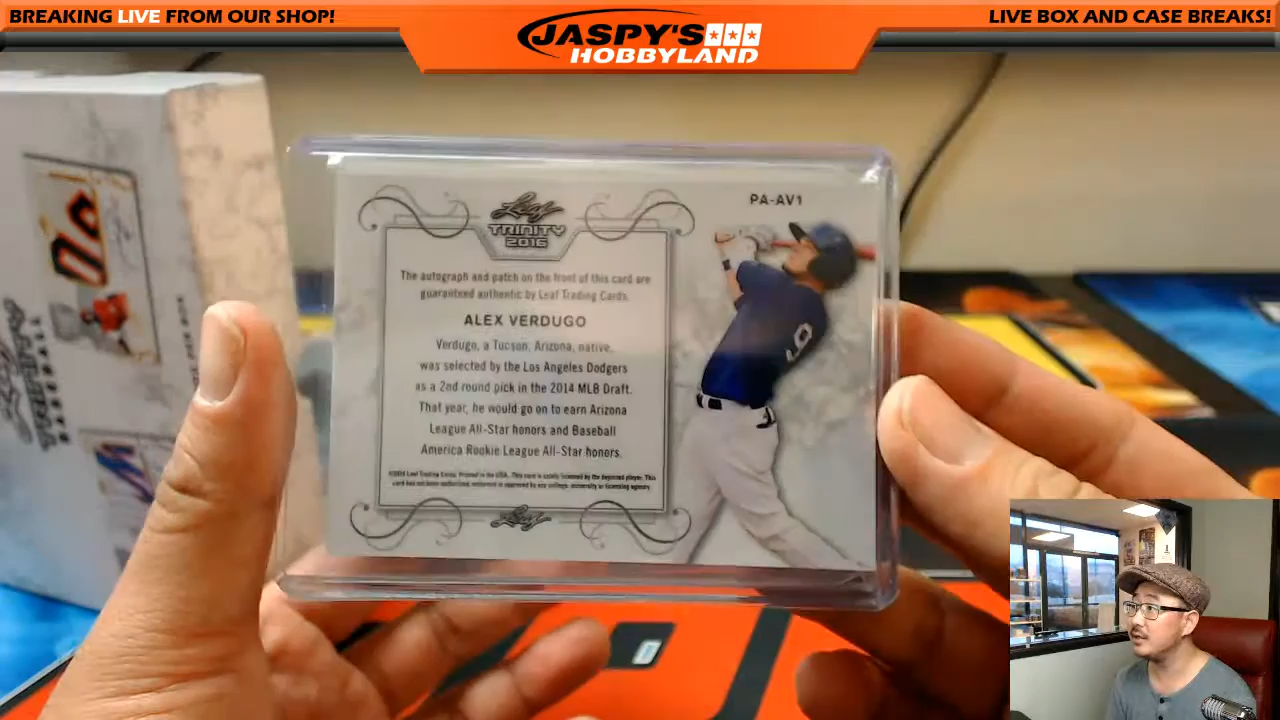 BREAKING LIVE FROM OUR SHOP!
JASPY'S
HOBBYLAND
LIVE BOX AND CASE BREAKS!
PA-AV1
Leaf
TRINITY
2016
The autograph and patch on the front of this card are
guaranteed authentic by Leaf Trading Cards.
ALEX VERDUGO
Verdugo, a Tucson, Arizona, native,
was selected by the Los Angeles Dodgers
as a 2nd round pick in the 2014 MLB Draft.
That year, he would go on to earn Arizona
League All-Star honors and Baseball
America Rookie League All-Star honors.
Leaf
9